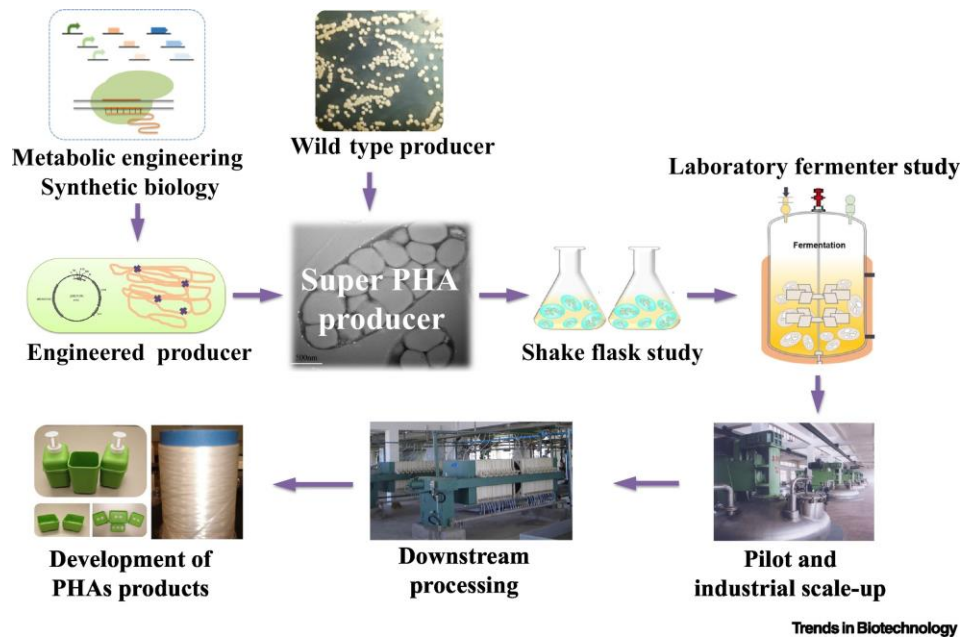 Metabolic engineering
Synthetic biology
Wild type producer
Laboratory fermenter study
Fermentation
Super PHA
producer
500nm
Engineered producer
Shake flask study
Development of
PHAs products
Downstream
processing
Pilot and
industrial scale-up
Trends in Biotechnology